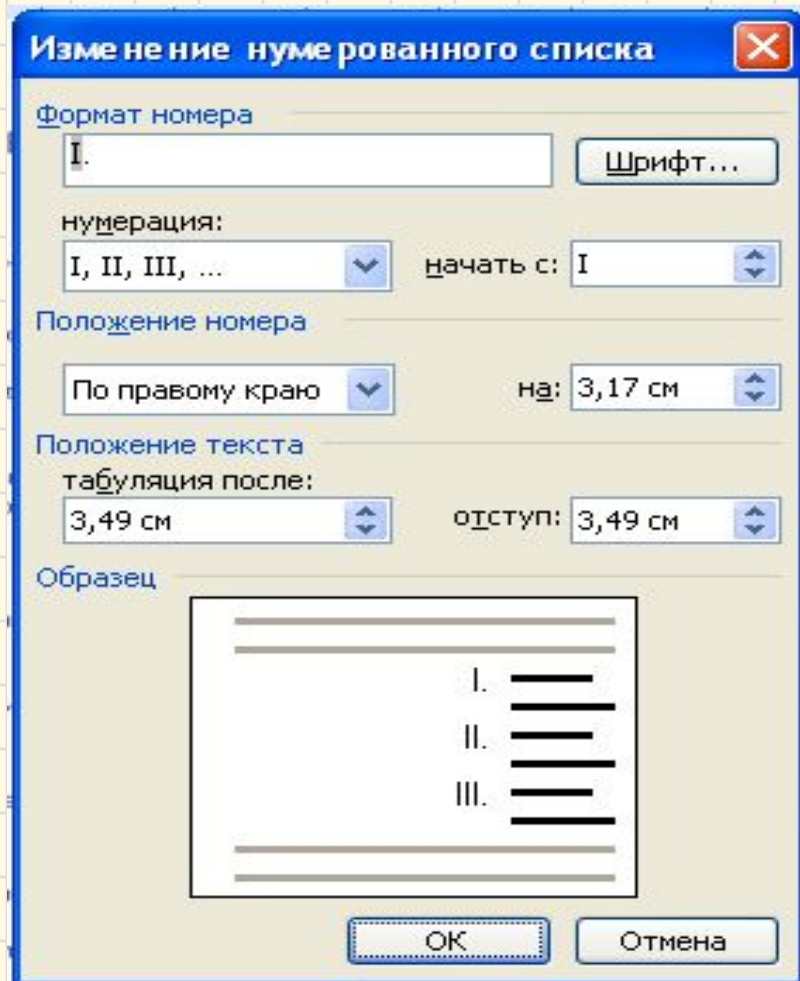 Изменение нумерованного списка
Формат номера
I.
Шрифт...
нумерация:
I, II, III, ...
начать с: I
Положение номера
По правому краю
на: 3,17 см
Положение текста
табуляция после:
3,49 см
отступ: 3,49 см
Образец
I.
II.
III.
ОК
Отмена